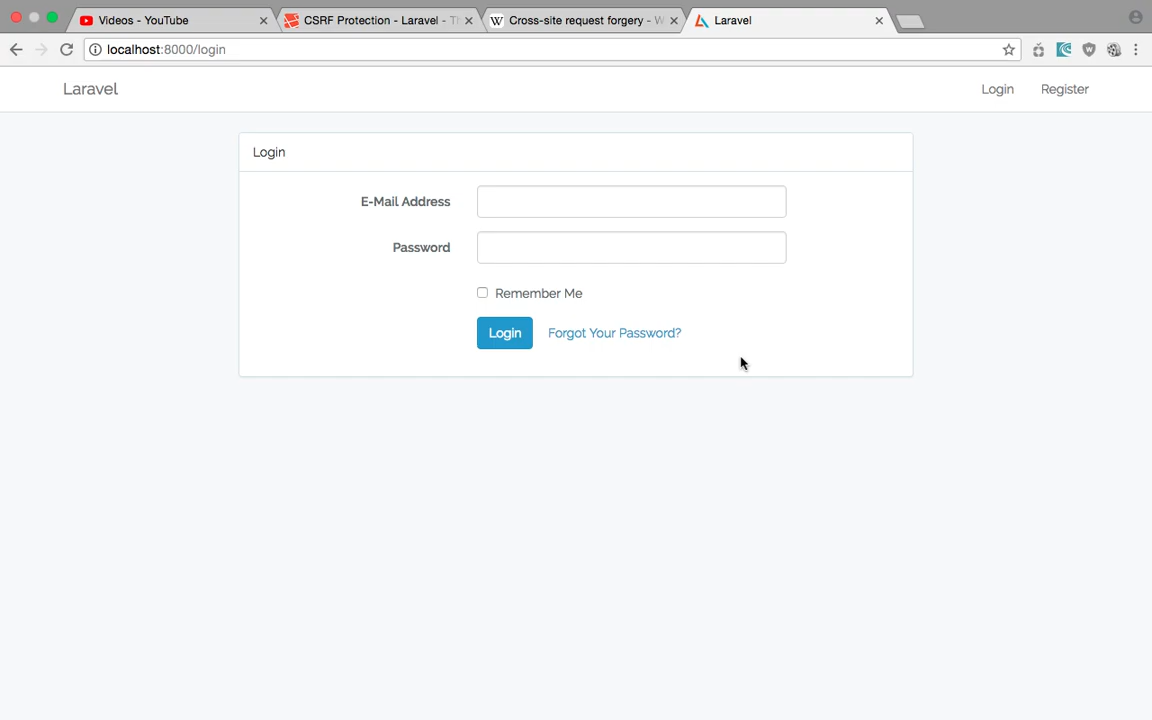 Videos - YouTube
CSRF Protection - Laravel - Th
Cross-site request forgery - W
Laravel
localhost:8000/login
Laravel
Login
Register
Login
E-Mail Address
Password
Remember Me
Login
Forgot Your Password?